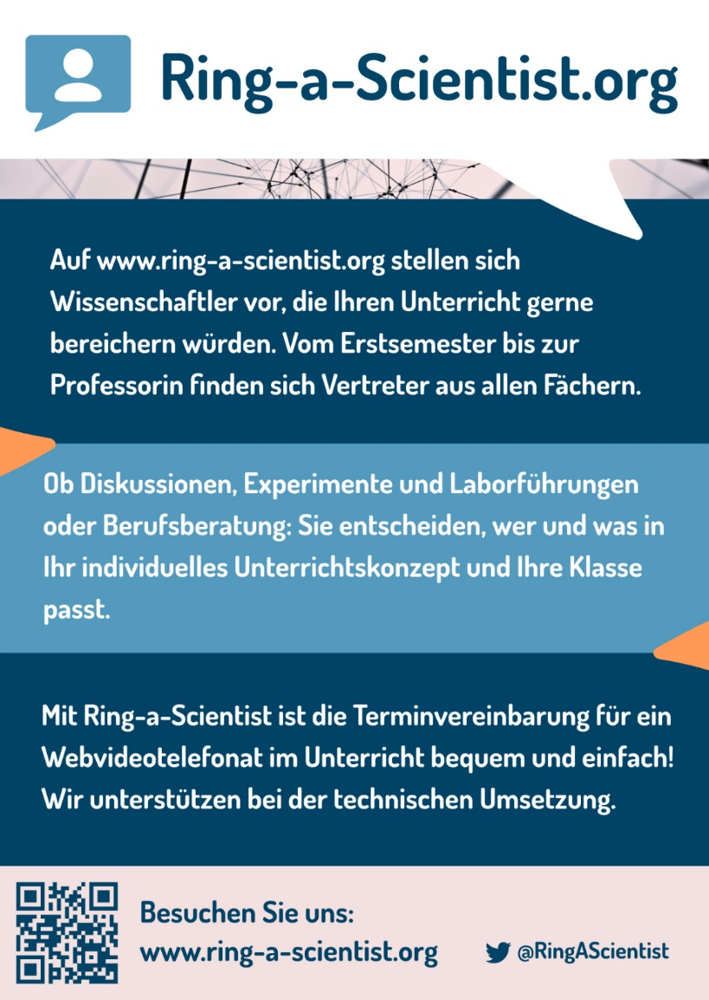 Ring-a-Scientist.org
Auf www.ring-a-scientist.org stellen sich
Wissenschaftler vor, die Ihren Unterricht gerne
bereichern würden. Vom Erstsemester bis zur
Professorin finden sich Vertreter aus allen Fächern.
Ob Diskussionen, Experimente und Laborführungen
oder Berufsberatung: Sie entscheiden, wer und was in
Ihr individuelles Unterrichtskonzept und Ihre Klasse
passt.
Mit Ring-a-Scientist ist die Terminvereinbarung für ein
Webvideotelefonat im Unterricht bequem und einfach!
Wir unterstützen bei der technischen Umsetzung.
Besuchen Sie uns:
www.ring-a-scientist.org
@RingAScientist